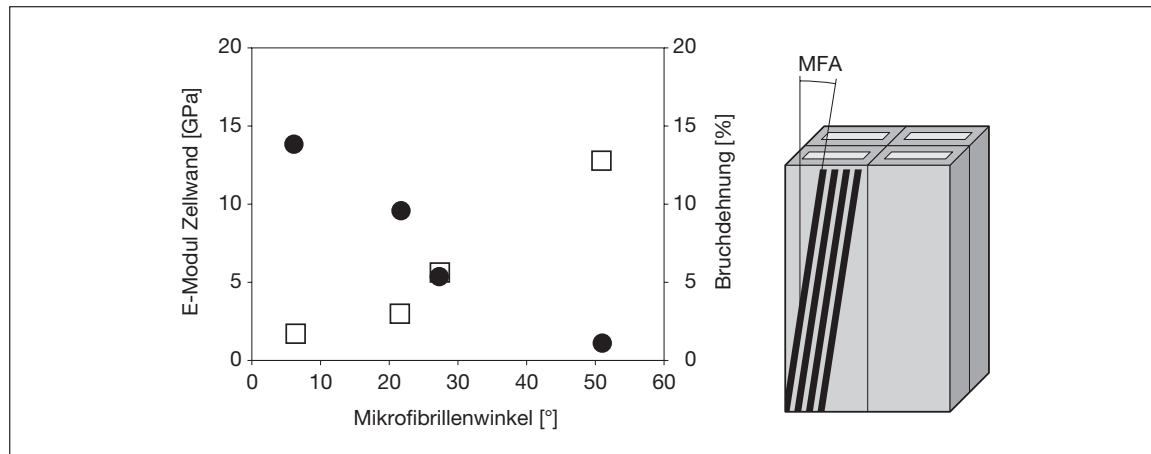 20
15
10
5
0
E-Modul Zellwand [GPa]
0 10 20 30 40 50 60
Mikrofibrillenwinkel [°]
20
15
10
5
0
Bruchdehnung [%]
MFA